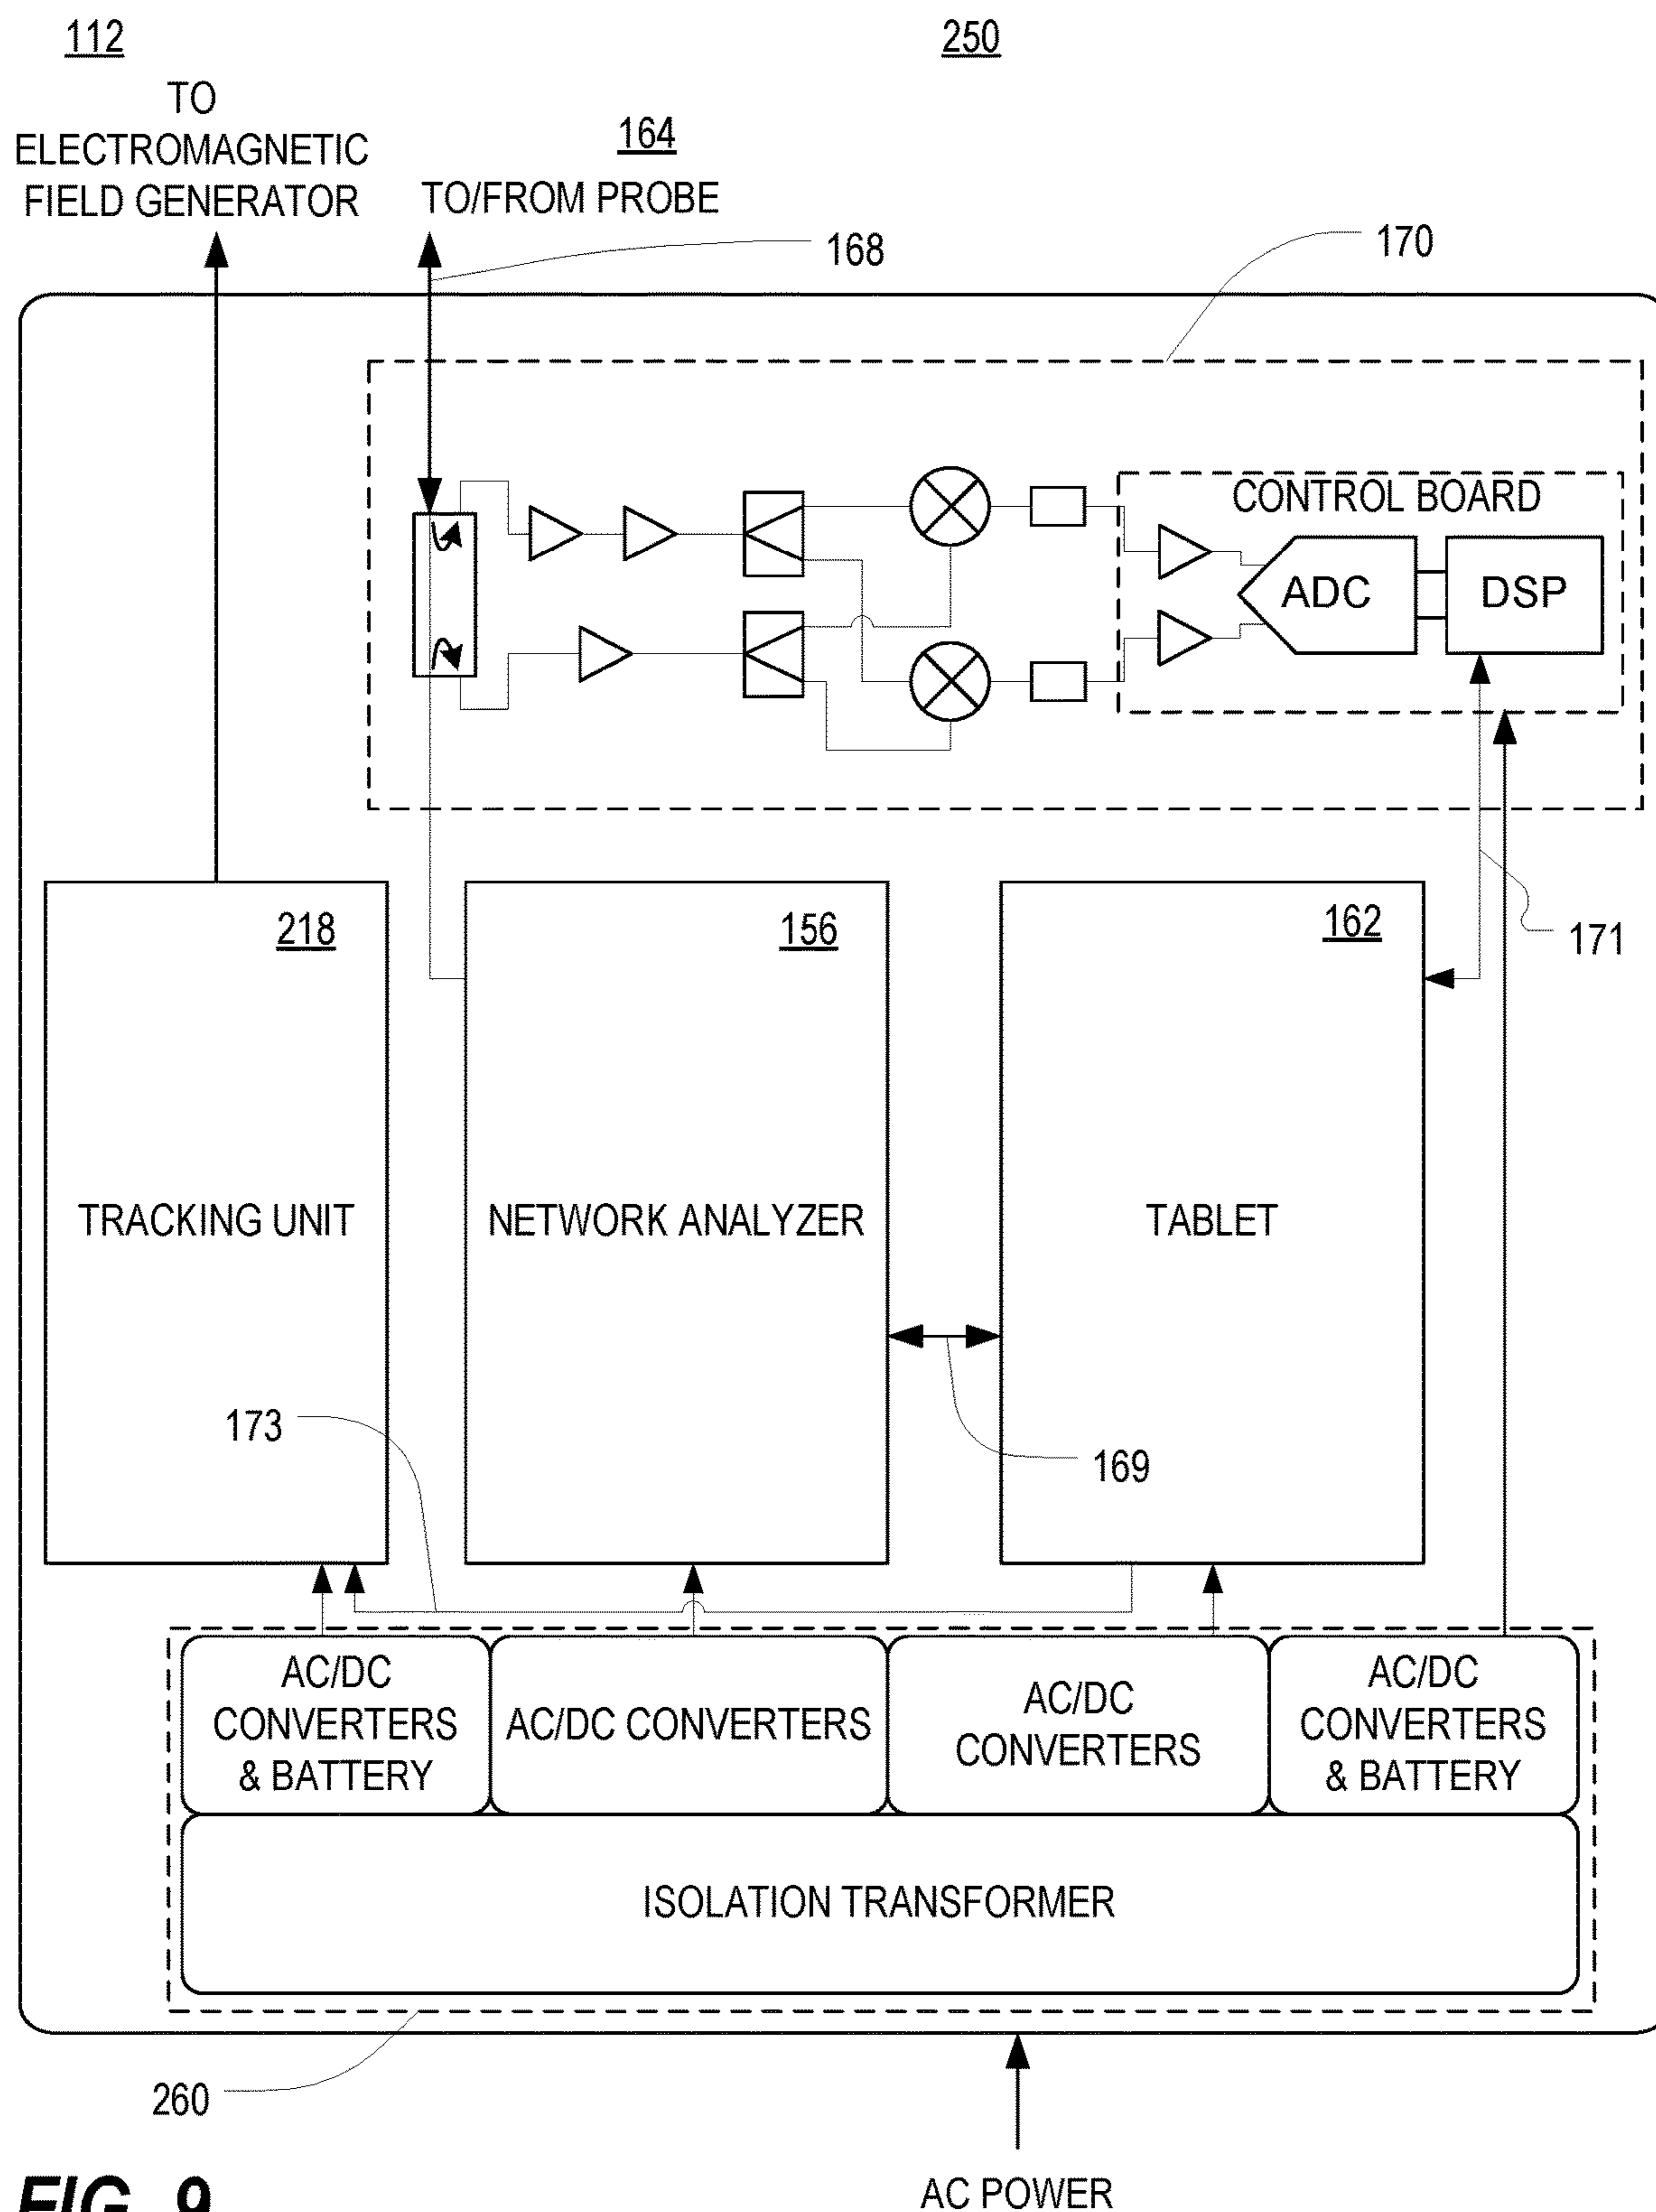 112
250
TO
ELECTROMAGNETIC
FIELD GENERATOR
164
TO/FROM PROBE
168
170
CONTROL BOARD
ADC
DSP
218
156
162
171
TRACKING UNIT
NETWORK ANALYZER
TABLET
173
169
AC/DC
CONVERTERS
& BATTERY
AC/DC CONVERTERS
AC/DC
CONVERTERS
AC/DC
CONVERTERS
& BATTERY
ISOLATION TRANSFORMER
260
AC POWER
FIG. 9